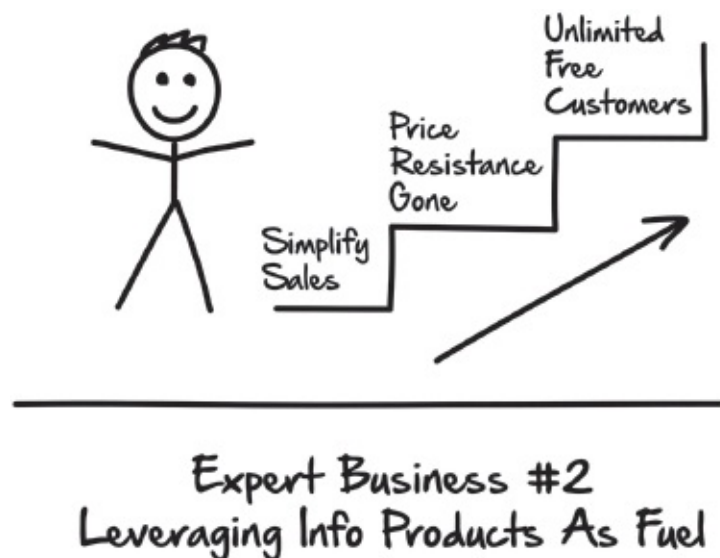 Simplify
Sales
Price
Resistance
Gone
Unlimited
Free
Customers
Expert Business #2
Leveraging Info Products As Fuel